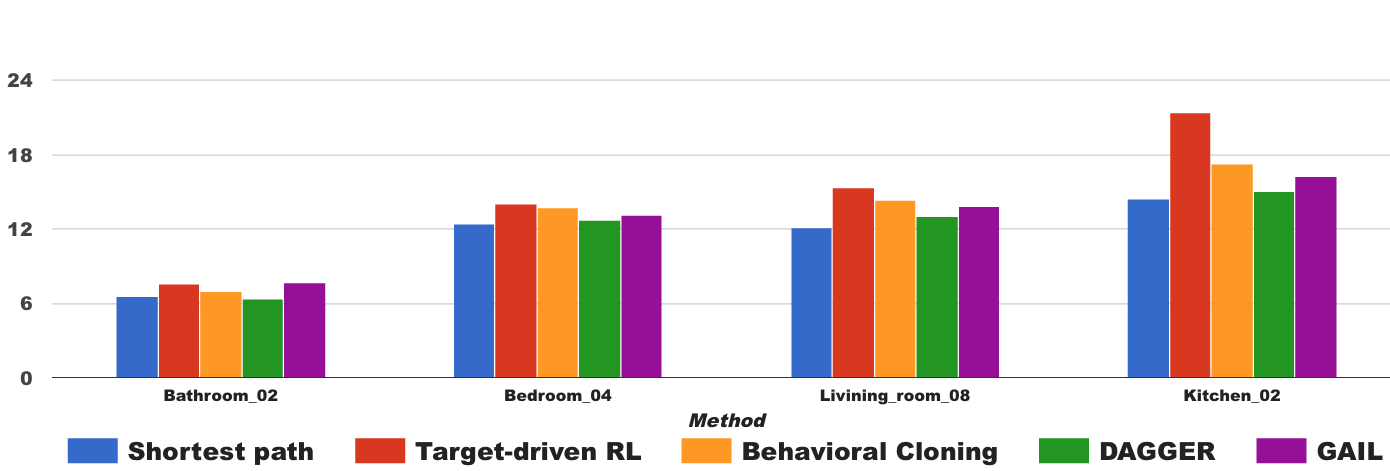 24
18
12
6
0
Bathroom_02 Bedroom_04 Livining_room_08 Kitchen_02
Method
Shortest path Target-driven RL Behavioral Cloning DAGGER GAIL